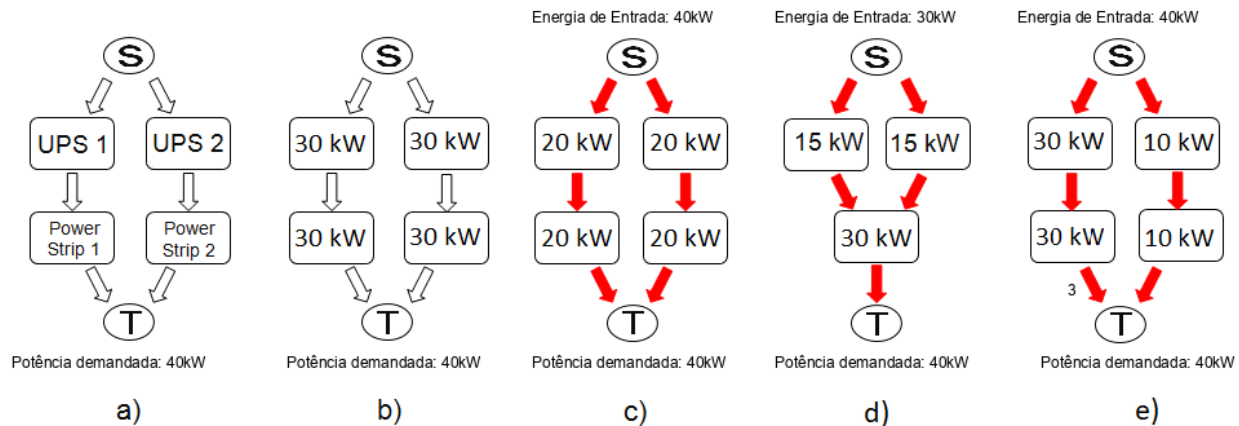 Energia de Entrada: 40kW
Energia de Entrada: 30kW
Energia de Entrada: 40kW
S
S
S
S
S
UPS 1
UPS 2
30 kW
30 kW
20 kW
20 kW
15 kW
15 kW
30 kW
10 kW
Power
Strip 1
Power
Strip 2
30 kW
30 kW
20 kW
20 kW
30 kW
30 kW
10 kW
3
T
T
T
T
T
Potência demandada: 40kW
Potência demandada: 40kW
Potência demandada: 40kW
Potência demandada: 40kW
Potência demandada: 40kW
a)
b)
c)
d)
e)